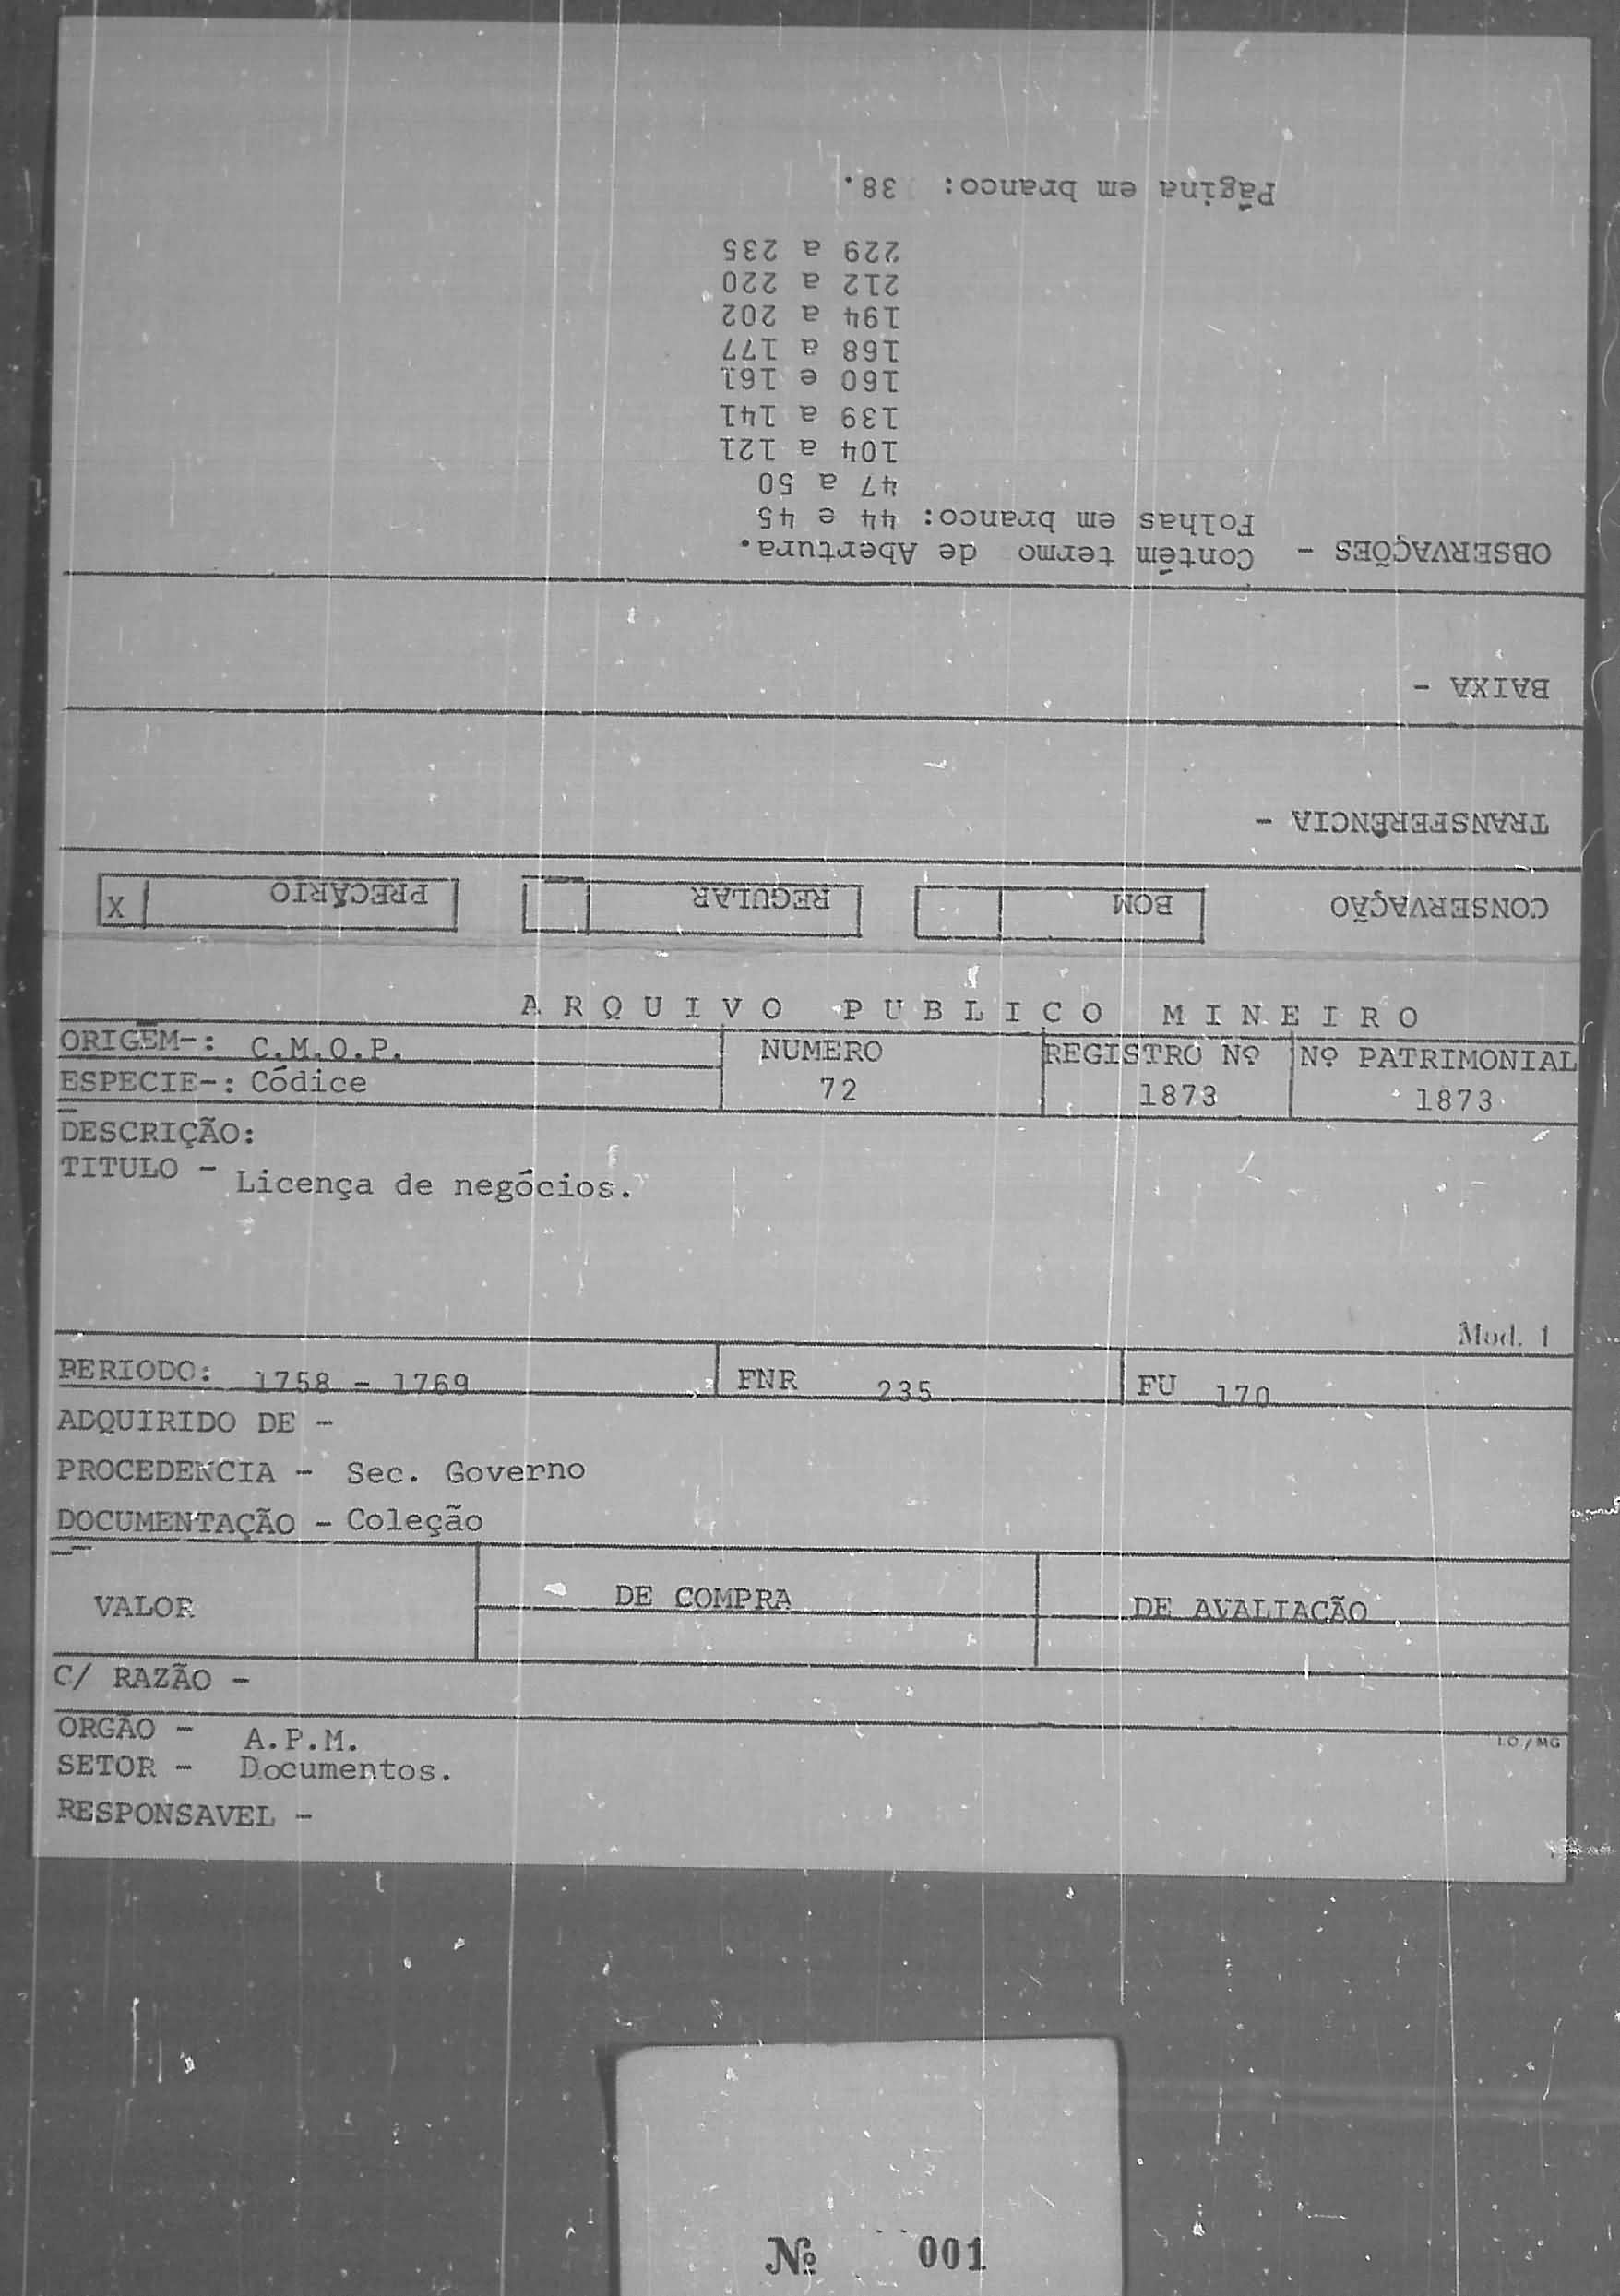 ARQUIVO PUBLICO MINEIRO
ORIGEM-: C.M.O.P.
ESPECIE-: Códice
NUMERO
72
REGISTRO Nº
1873
Nº PATRIMONIAL
1873
DESCRIÇÃO:
TITULO - Licença de negócios.
Mod. 1
PERIODO: 1758 - 1769
FNR 235
FU 170
ADQUIRIDO DE -
PROCEDENCIA - Sec. Governo
DOCUMENTAÇÃO - Coleção
VALOR
DE COMPRA
DE AVALIAÇÃO
C/ RAZÃO -
ORGÃO - A.P.M.
I.O/MG
SETOR - Documentos.
RESPONSAVEL -
CONSERVAÇÃO BOM REGULAR PRECARIO X
TRANSFERENCIA -
BAIXA -
OBSERVAÇÕES - Contém termo de Abertura.
Folhas em branco: 44 e 45
47 a 50
104 a 121
139 a 141
160 e 161
168 a 177
194 a 202
212 a 220
229 a 235
Página em branco: 38.
Nº 001